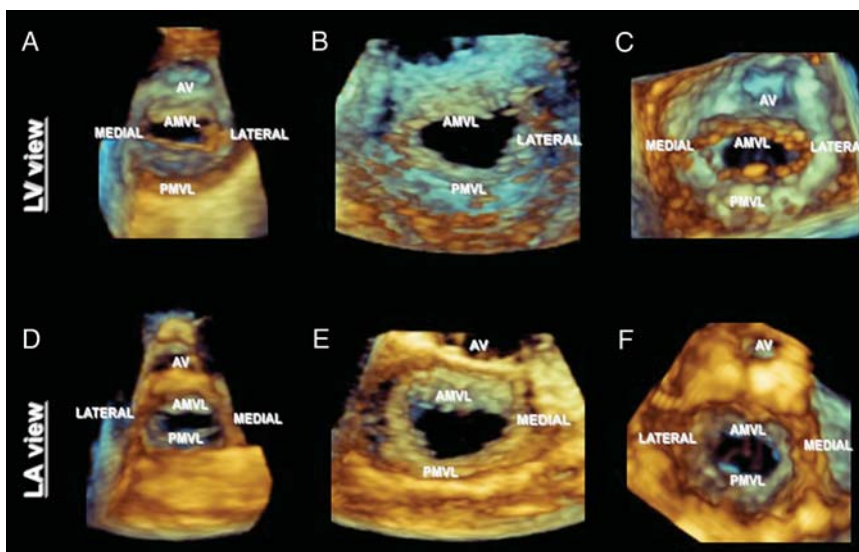 A
AV
AMVL
MEDIAL
LATERAL
PMVL
B
AMVL
LATERAL
PMVL
C
AV
MEDIAL
AMVL
LATERAL
PMVL
LV view
D
AV
LATERAL
AMVL
MEDIAL
PMVL
E
AV
AMVL
MEDIAL
PMVL
F
AV
LATERAL
AMVL
MEDIAL
PMVL
LA view